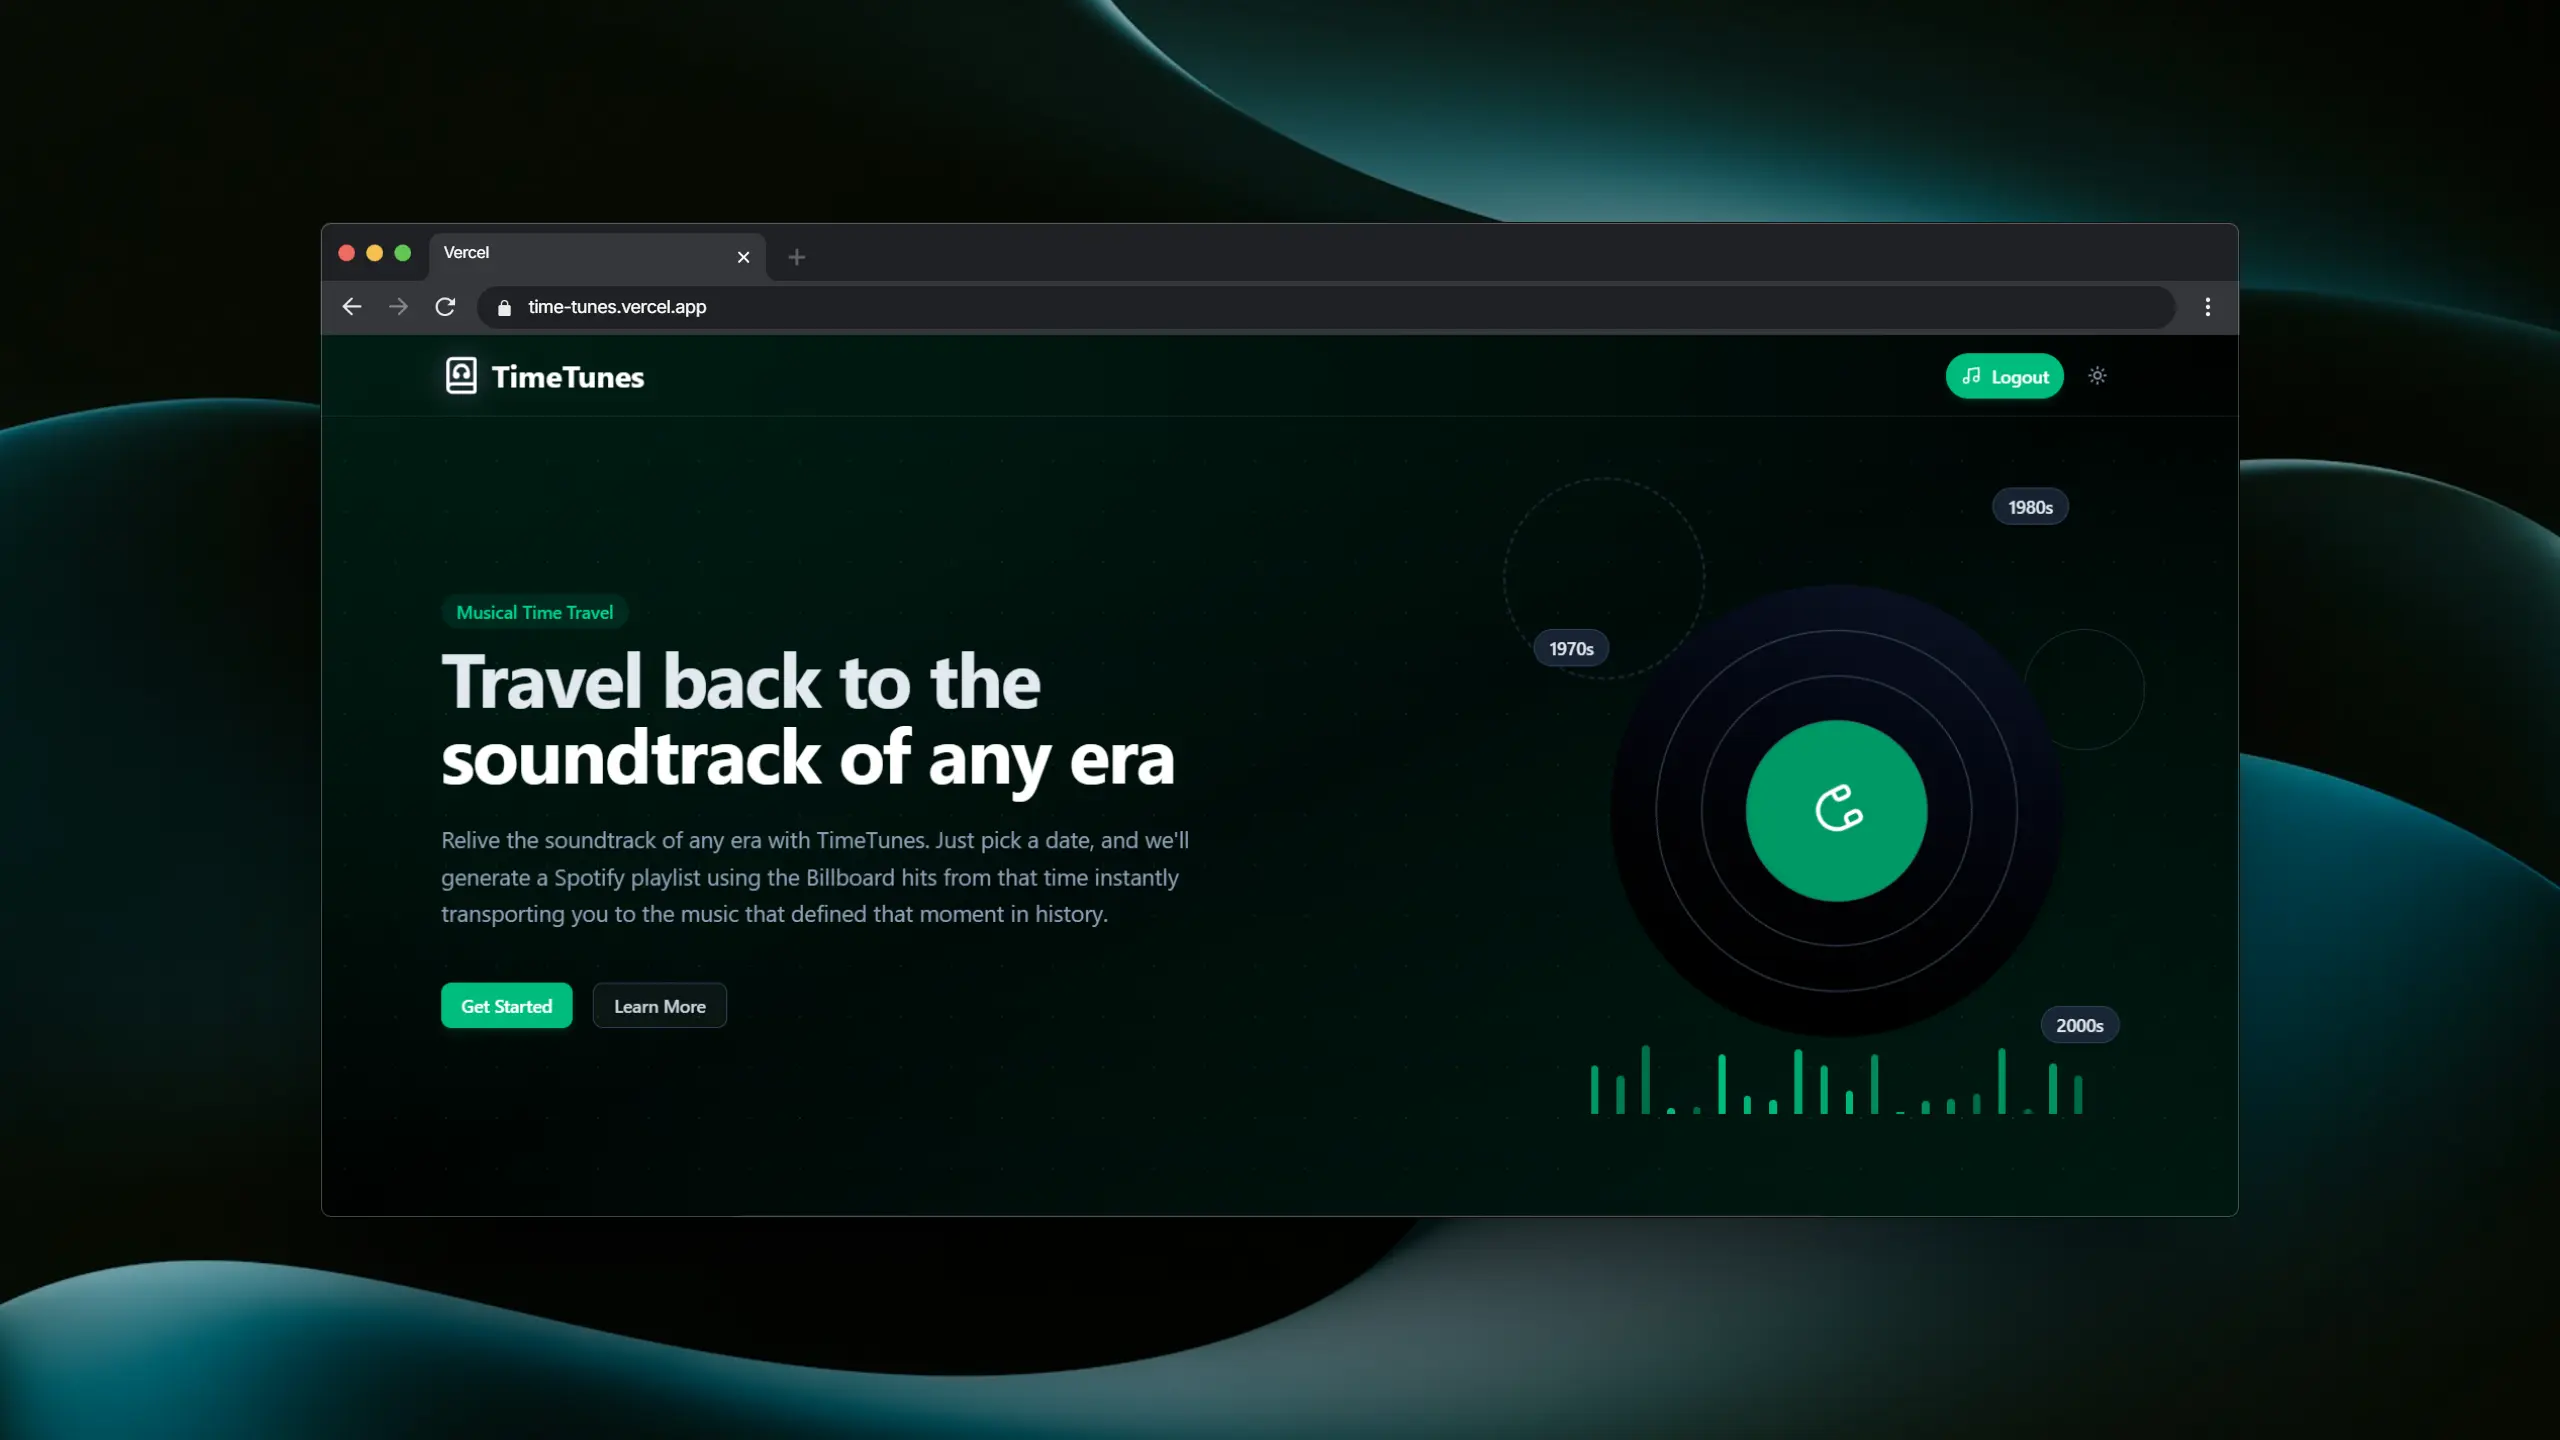 Vercel
time-tunes.vercel.app
TimeTunes
Logout
1980s
1970s
Musical Time Travel
Travel back to the
soundtrack of any era
Relive the soundtrack of any era with TimeTunes. Just pick a date, and we'll
generate a Spotify playlist using the Billboard hits from that time instantly
transporting you to the music that defined that moment in history.
Get Started
Learn More
2000s